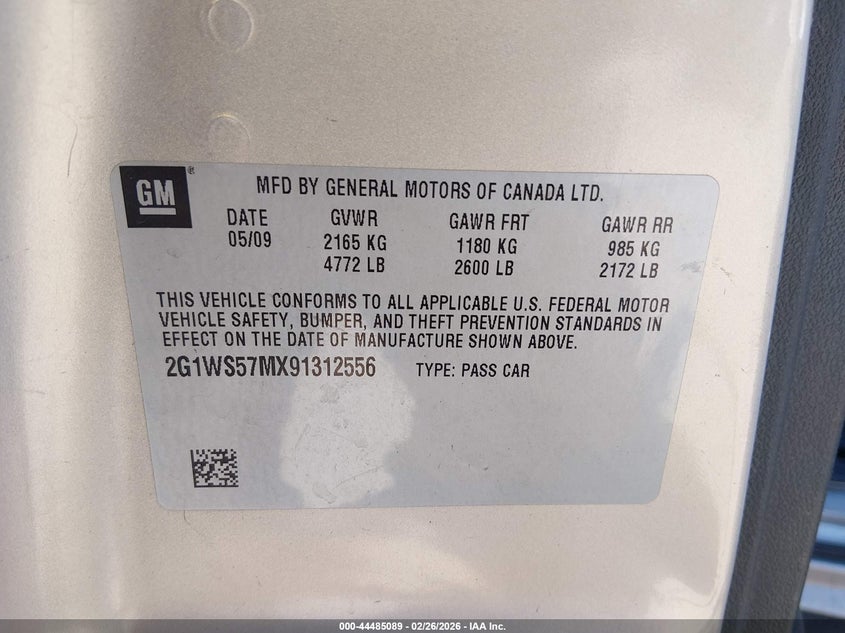 GM®
MFD BY GENERAL MOTORS OF CANADA LTD.
DATE GVWR GAWR FRT GAWR RR
05/09 2165 KG 1180 KG 985 KG
4772 LB 2600 LB 2172 LB
THIS VEHICLE CONFORMS TO ALL APPLICABLE U.S. FEDERAL MOTOR
VEHICLE SAFETY, BUMPER, AND THEFT PREVENTION STANDARDS IN
EFFECT ON THE DATE OF MANUFACTURE SHOWN ABOVE.
2G1WS57MX91312556 TYPE: PASS CAR
000-44485089 - 02/26/2026 - IAA Inc.